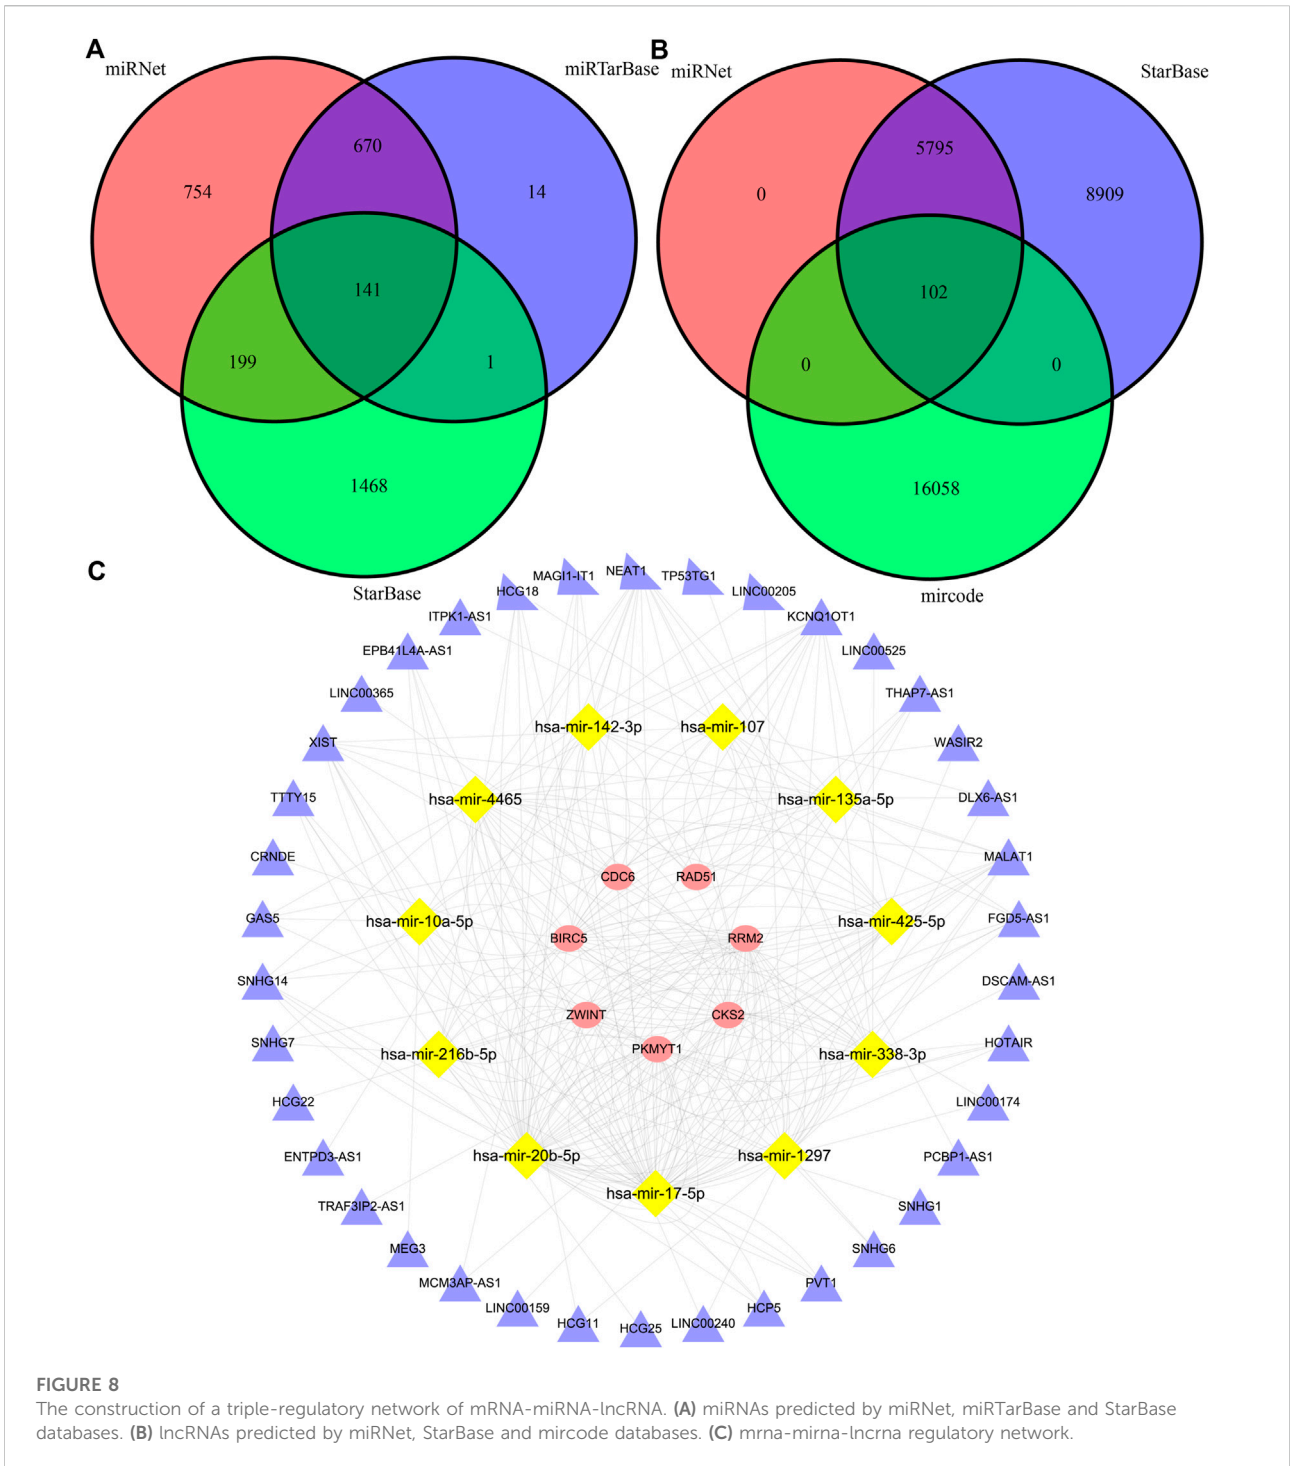 A
miRNet
miRTarBase
670
754
14
141
199
1
1468
StarBase
B
miRNet
StarBase
5795
0
8909
102
0
0
16058
mircode
C
NEAT1
MAGI1-IT1
TP53TG1
HCG18
LINC00205
ITPK1-AS1
KCNQ1OT1
EPB41L4A-AS1
LINC00525
LINC00365
THAP7-AS1
XIST
WASIR2
TTTY15
DLX6-AS1
CRNDE
MALAT1
GAS5
FGD5-AS1
SNHG14
DSCAM-AS1
SNHG7
HOTAIR
HCG22
LINC00174
ENTPD3-AS1
PCBP1-AS1
TRAF3IP2-AS1
SNHG1
MEG3
SNHG6
MCM3AP-AS1
PVT1
LINC00159
HCP5
HCG11
HCG25
LINC00240
hsa-mir-142-3p
hsa-mir-107
hsa-mir-4465
hsa-mir-135a-5p
hsa-mir-10a-5p
hsa-mir-425-5p
hsa-mir-216b-5p
hsa-mir-338-3p
hsa-mir-20b-5p
hsa-mir-1297
hsa-mir-17-5p
CDC6
RAD51
BIRC5
RRM2
ZWINT
CKS2
PKMYT1
FIGURE 8
The construction of a triple-regulatory network of mRNA-miRNA-lncRNA. (A) miRNAs predicted by miRNet, miRTarBase and StarBase
databases. (B) lncRNAs predicted by miRNet, StarBase and mircode databases. (C) mrna-mirna-lncrna regulatory network.